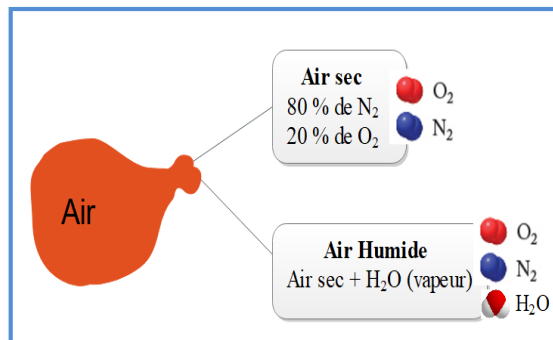 Air
Air sec
80 % de N₂
20 % de O₂
O₂
N₂
Air Humide
Air sec + H₂O (vapeur)
O₂
N₂
H₂O